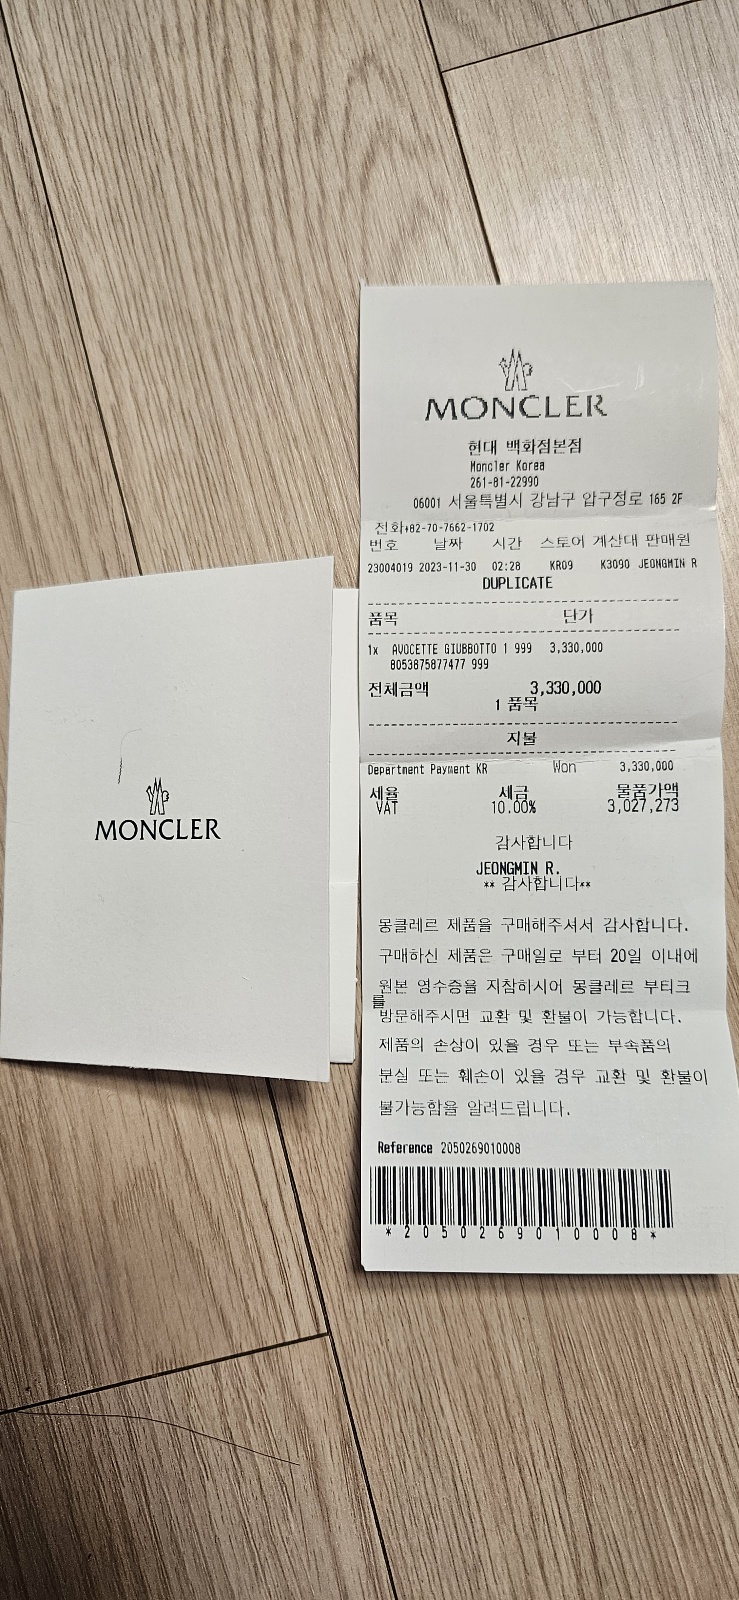 MONCLER
MONCLER
현대 백화점본점
Moncler Korea
261-81-22990
06001 서울특별시 강남구 압구정로 165 2F
전화+82-70-7662-1702
번호 날짜 시간 스토어 계산대 판매원
23004019 2023-11-30 02:28 KR09 K3090 JEONGMIN R
DUPLICATE
품목 단가
1x AVOCETTE GIUBBOTTO 1 999 3,330,000
8053875877477 999
전체금액 3,330,000
1 품목
지불
Department Payment KR Won 3,330,000
세율 세금 물품가액
VAT 10.00% 3,027,273
감사합니다
JEONGMIN R.
** 감사합니다**
몽클레르 제품을 구매해주셔서 감사합니다.
구매하신 제품은 구매일로 부터 20일 이내에
원본 영수증을 지참하시어 몽클레르 부티크
를
방문해주시면 교환 및 환불이 가능합니다.
제품의 손상이 있을 경우 또는 부속품의
분실 또는 훼손이 있을 경우 교환 및 환불이
불가능함을 알려드립니다.
Reference 2050269010008
*2050269010008*